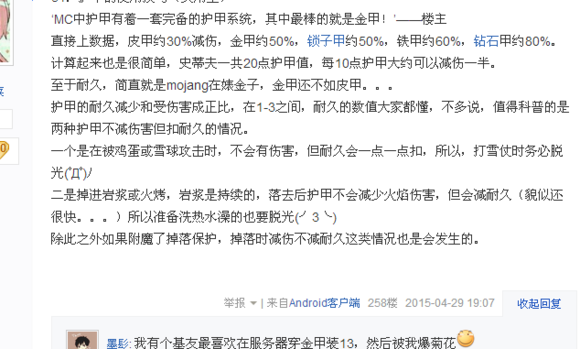 'MC中护甲有着一套完备的护甲系统，其中最棒的就是金甲！'——楼主
直接上数据，皮甲约30%减伤，金甲约50%，锁子甲约50%，铁甲约60%，钻石甲约80%。
计算起来也是很简单，史蒂夫一共20点护甲值，每10点护甲大约可以减伤一半。
至于耐久，简直就是mojang在婊金子，金甲还不如皮甲。。。
护甲的耐久减少和受伤害成正比，在1-3之间，耐久的数值大家都懂，不多说，值得科普的是
两种护甲不减伤害但扣耐久的情况。
一个是在被鸡蛋或雪球攻击时，不会有伤害，但耐久会一点一点扣，所以，打雪仗时务必脱
光(ﾟДﾟ)ﾉ
二是掉进岩浆或火烤，岩浆是持续的，落去后护甲不会减少火焰伤害，但会减耐久（貌似还
很快。。。）所以准备洗热水澡的也要脱光(╯3╰)
除此之外如果附魔了掉落保护，掉落时减伤不减耐久这类情况也是会发生的。
举报 | 来自Android客户端 258楼 2015-04-29 19:07 收起回复
墨影: 我有个基友最喜欢在服务器穿金甲装13，然后被我爆菊花